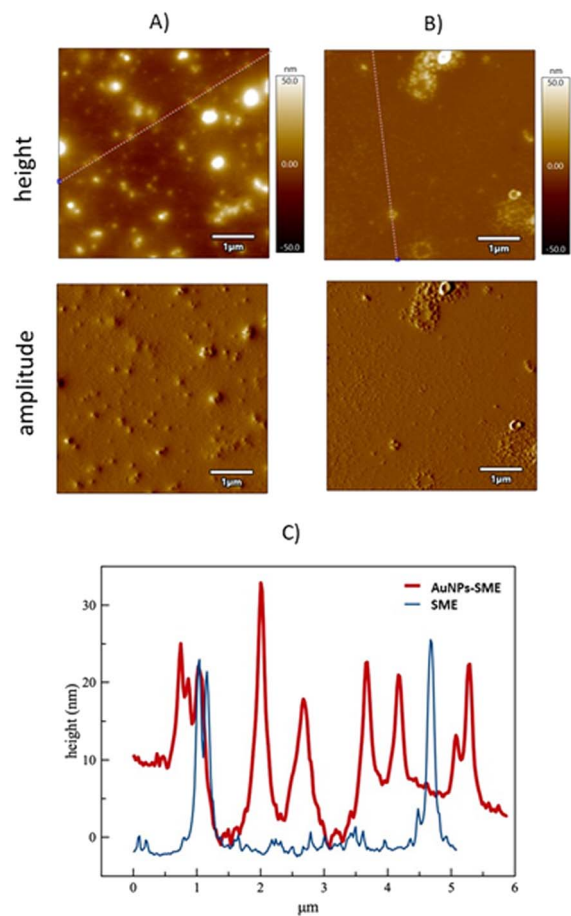 A)
B)
height
nm
50.0
0.00
-50.0
1µm
nm
50.0
0.00
-50.0
1µm
amplitude
1µm
1µm
C)
AuNPs-SME
SME
height (nm)
30
20
10
0
0
1
2
3
4
5
6
µm